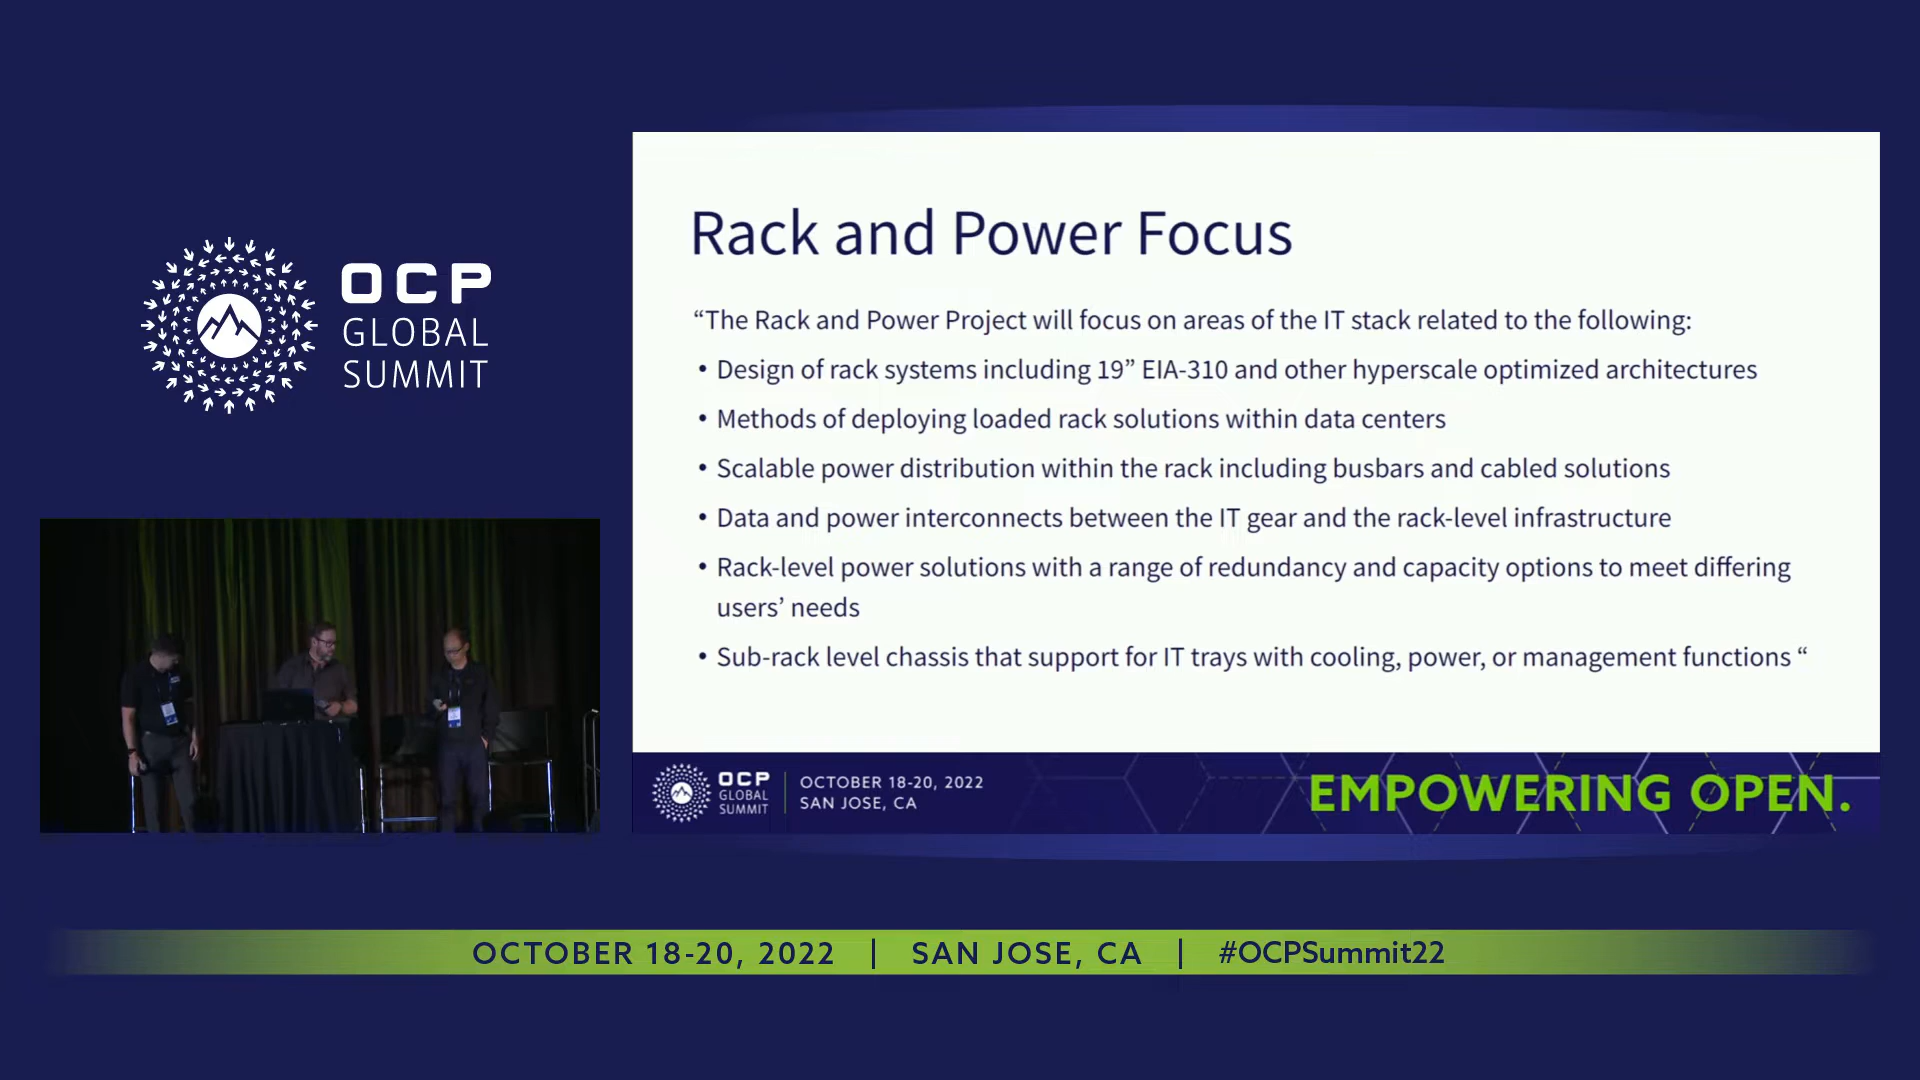 OCP
GLOBAL
SUMMIT
Rack and Power Focus
“The Rack and Power Project will focus on areas of the IT stack related to the following:
• Design of rack systems including 19” EIA-310 and other hyperscale optimized architectures
• Methods of deploying loaded rack solutions within data centers
• Scalable power distribution within the rack including busbars and cabled solutions
• Data and power interconnects between the IT gear and the rack-level infrastructure
• Rack-level power solutions with a range of redundancy and capacity options to meet differing
users’ needs
• Sub-rack level chassis that support for IT trays with cooling, power, or management functions “
OCP
GLOBAL
SUMMIT
OCTOBER 18-20, 2022
SAN JOSE, CA
EMPOWERING OPEN.
OCTOBER 18-20, 2022 | SAN JOSE, CA | #OCPSummit22